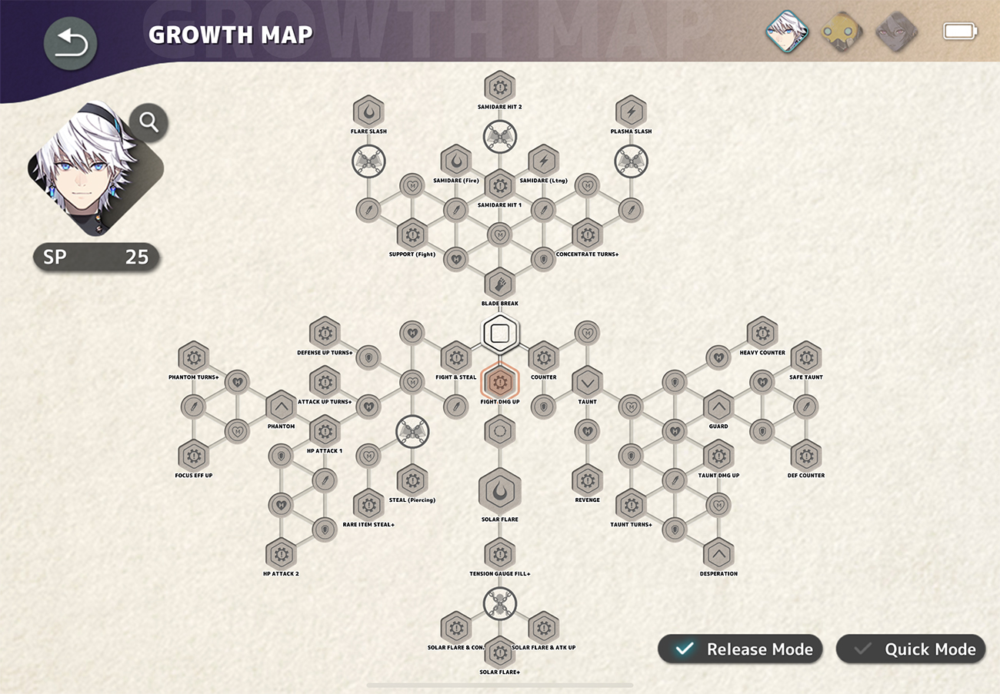 GROWTH MAP
GROWTH MAP
SAMIDARE HIT 2
FLARE SLASH
PLASMA SLASH
SAMIDARE (Fire)
SAMIDARE (Ltng)
SAMIDARE HIT 1
SP 25
SUPPORT (Fight)
CONCENTRATE TURNS+
BLADE BREAK
DEFENSE UP TURNS+
HEAVY COUNTER
PHANTOM TURNS+
FIGHT & STEAL
COUNTER
SAFE TAUNT
ATTACK UP TURNS+
FIGHT DMG UP
TAUNT
PHANTOM
GUARD
HP ATTACK 1
FOCUS EFF UP
TAUNT DMG UP
DEF COUNTER
STEAL (Piercing)
REVENGE
RARE ITEM STEAL+
SOLAR FLARE
TAUNT TURNS+
HP ATTACK 2
TENSION GAUGE FILL+
DESPERATION
SOLAR FLARE & CON.
SOLAR FLARE & ATK UP
SOLAR FLARE+
Release Mode
Quick Mode